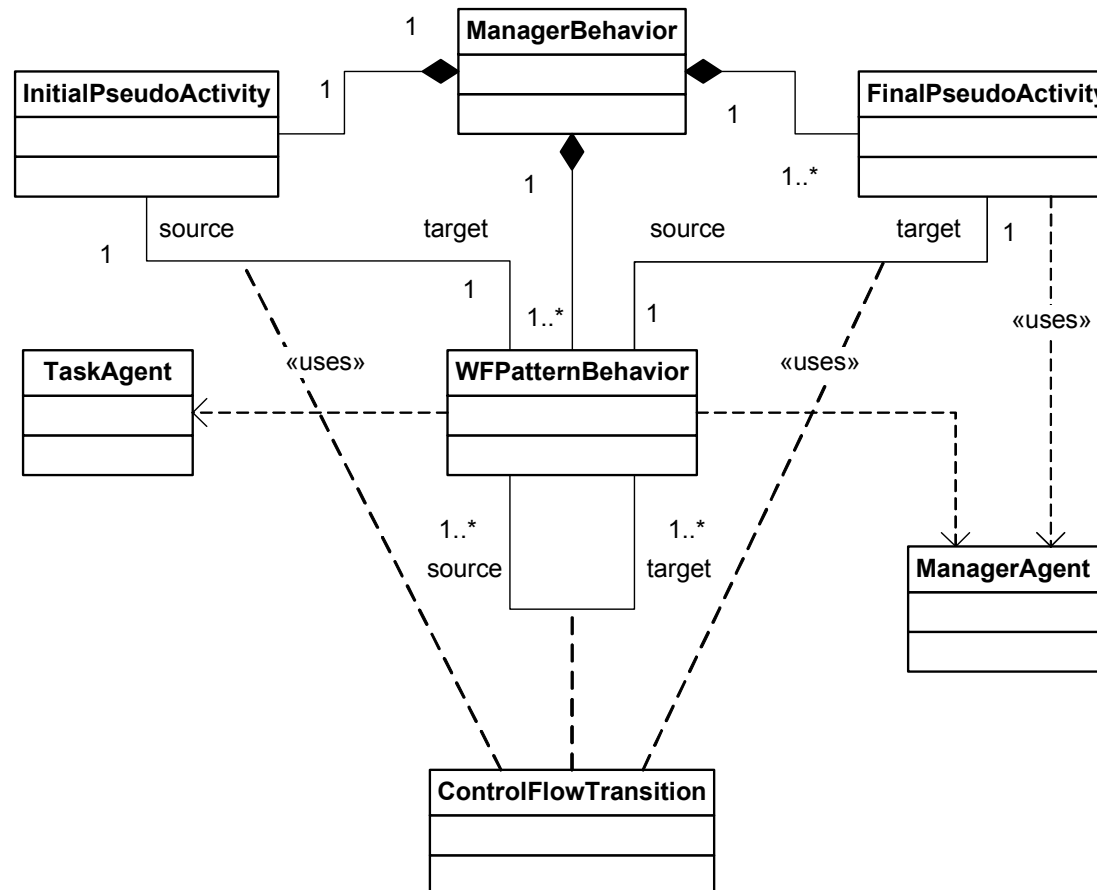 1
ManagerBehavior
InitialPseudoActivity
1
1
FinalPseudoActivity
1
1..*
source
target
source
target
1
1
1
1..*
1
1
«uses»
TaskAgent
«uses»
WFPatternBehavior
«uses»
1..*
1..*
source
target
ManagerAgent
ControlFlowTransition